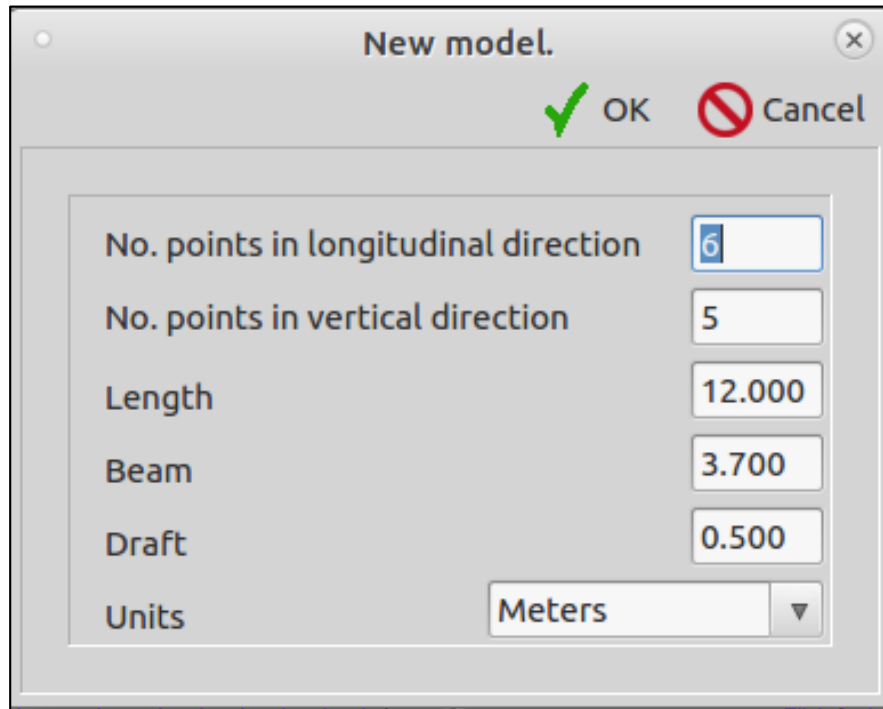 New model.
OK Cancel
No. points in longitudinal direction 6
No. points in vertical direction 5
Length 12.000
Beam 3.700
Draft 0.500
Units Meters